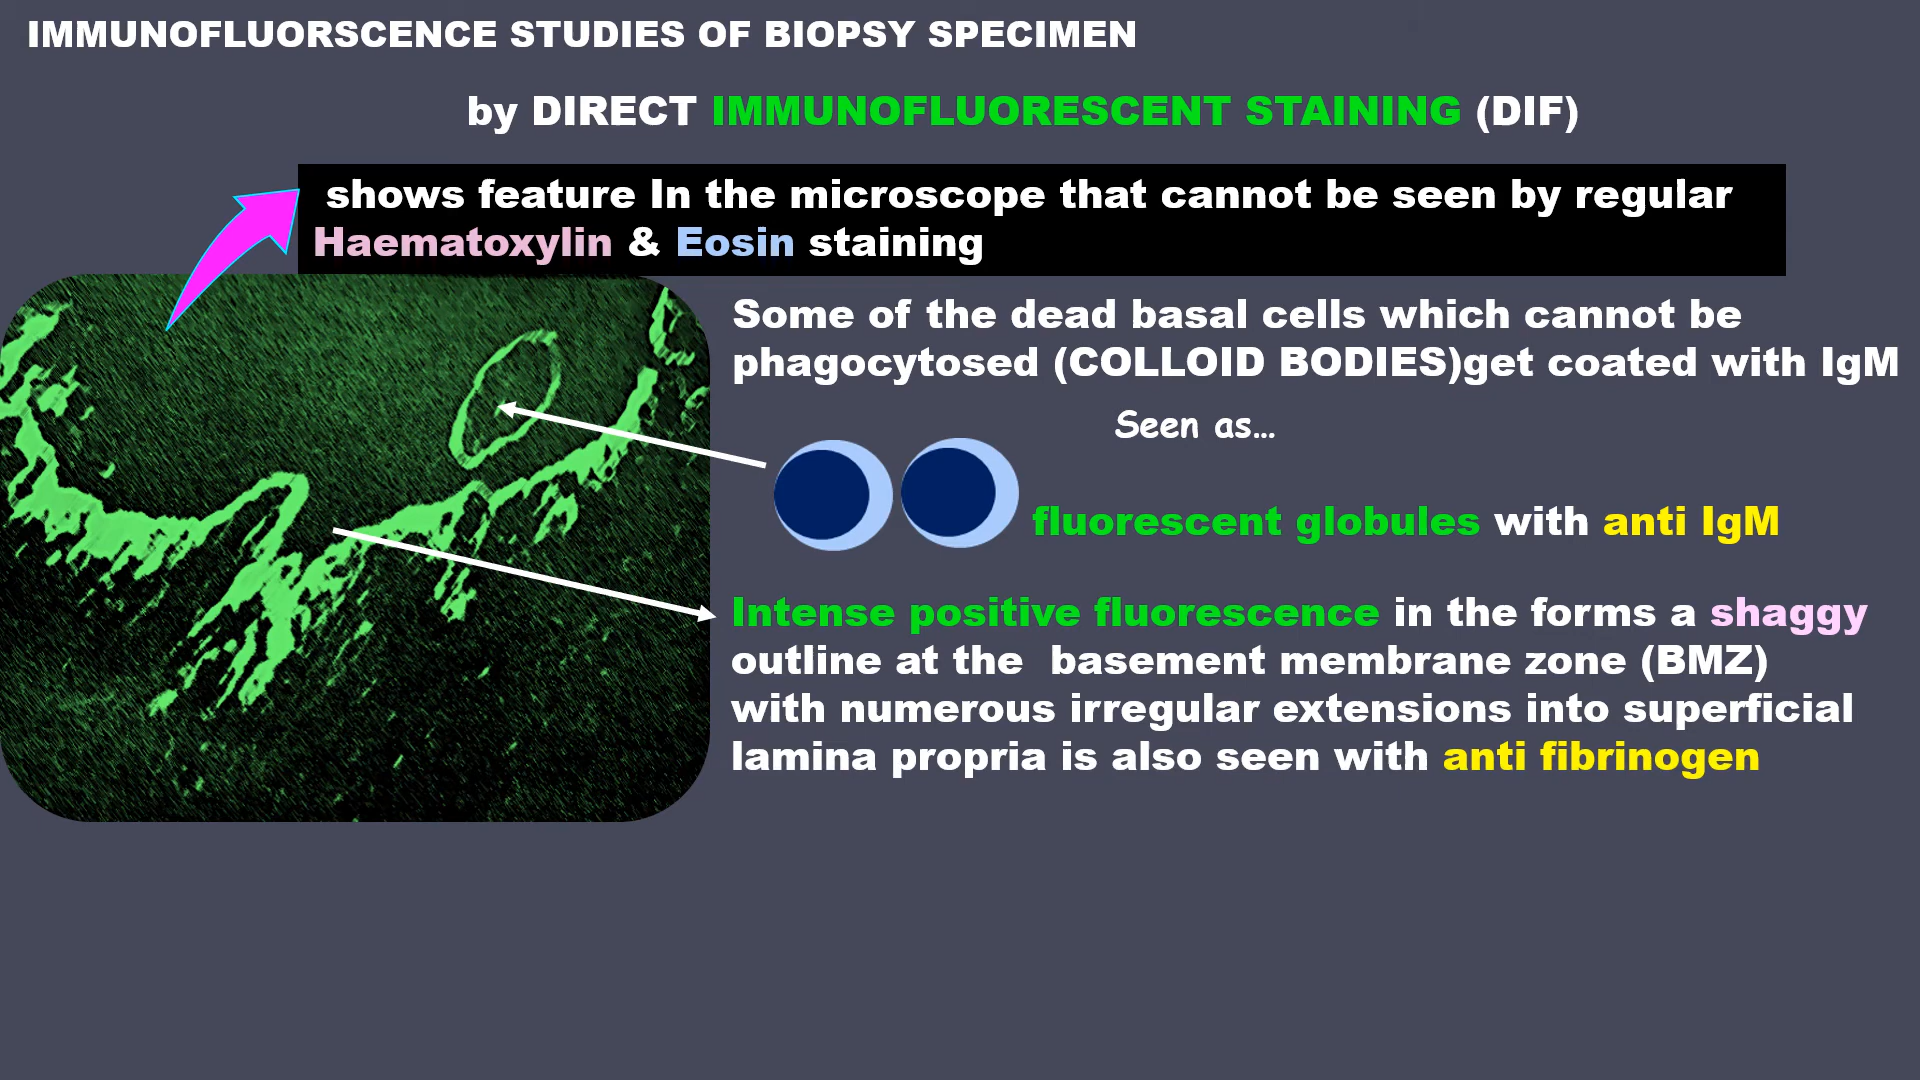 IMMUNOFLUORSCENCE STUDIES OF BIOPSY SPECIMEN
by DIRECT IMMUNOFLUORESCENT STAINING (DIF)
shows feature In the microscope that cannot be seen by regular
Haematoxylin & Eosin staining
Some of the dead basal cells which cannot be
phagocytosed (COLLOID BODIES)get coated with IgM
Seen as...
fluorescent globules with anti IgM
Intense positive fluorescence in the forms a shaggy
outline at the  basement membrane zone (BMZ)
with numerous irregular extensions into superficial
lamina propria is also seen with anti fibrinogen